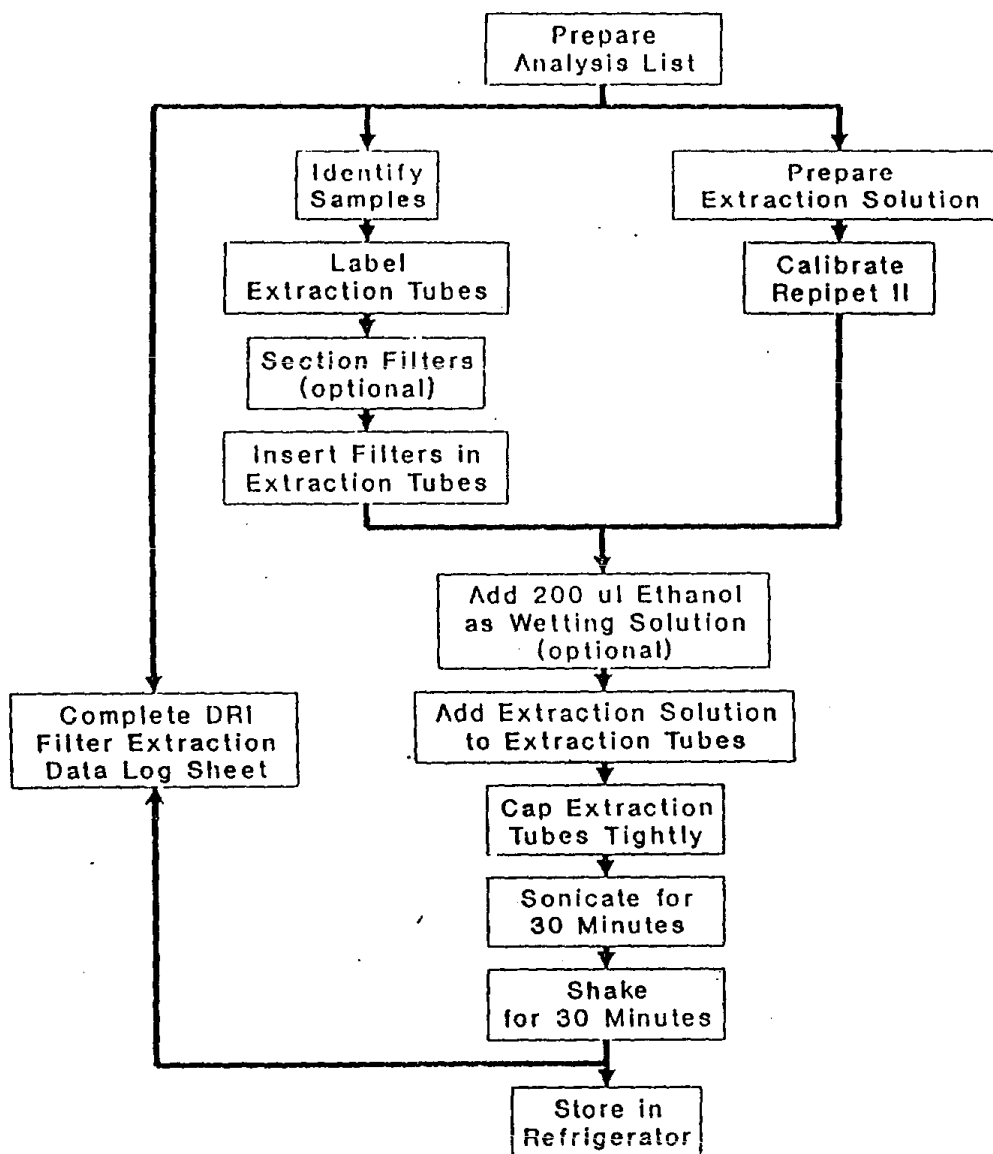 Prepare
Analysis List
Identify
Samples
Label
Extraction Tubes
Section Filters
(optional)
Insert Filters in
Extraction Tubes
Prepare
Extraction Solution
Calibrate
Repipet II
Add 200 ul Ethanol
as Wetting Solution
(optional)
Add Extraction Solution
to Extraction Tubes
Complete DRI
Filter Extraction
Data Log Sheet
Cap Extraction
Tubes Tightly
Sonicate for
30 Minutes
Shake
for 30 Minutes
Store in
Refrigerator